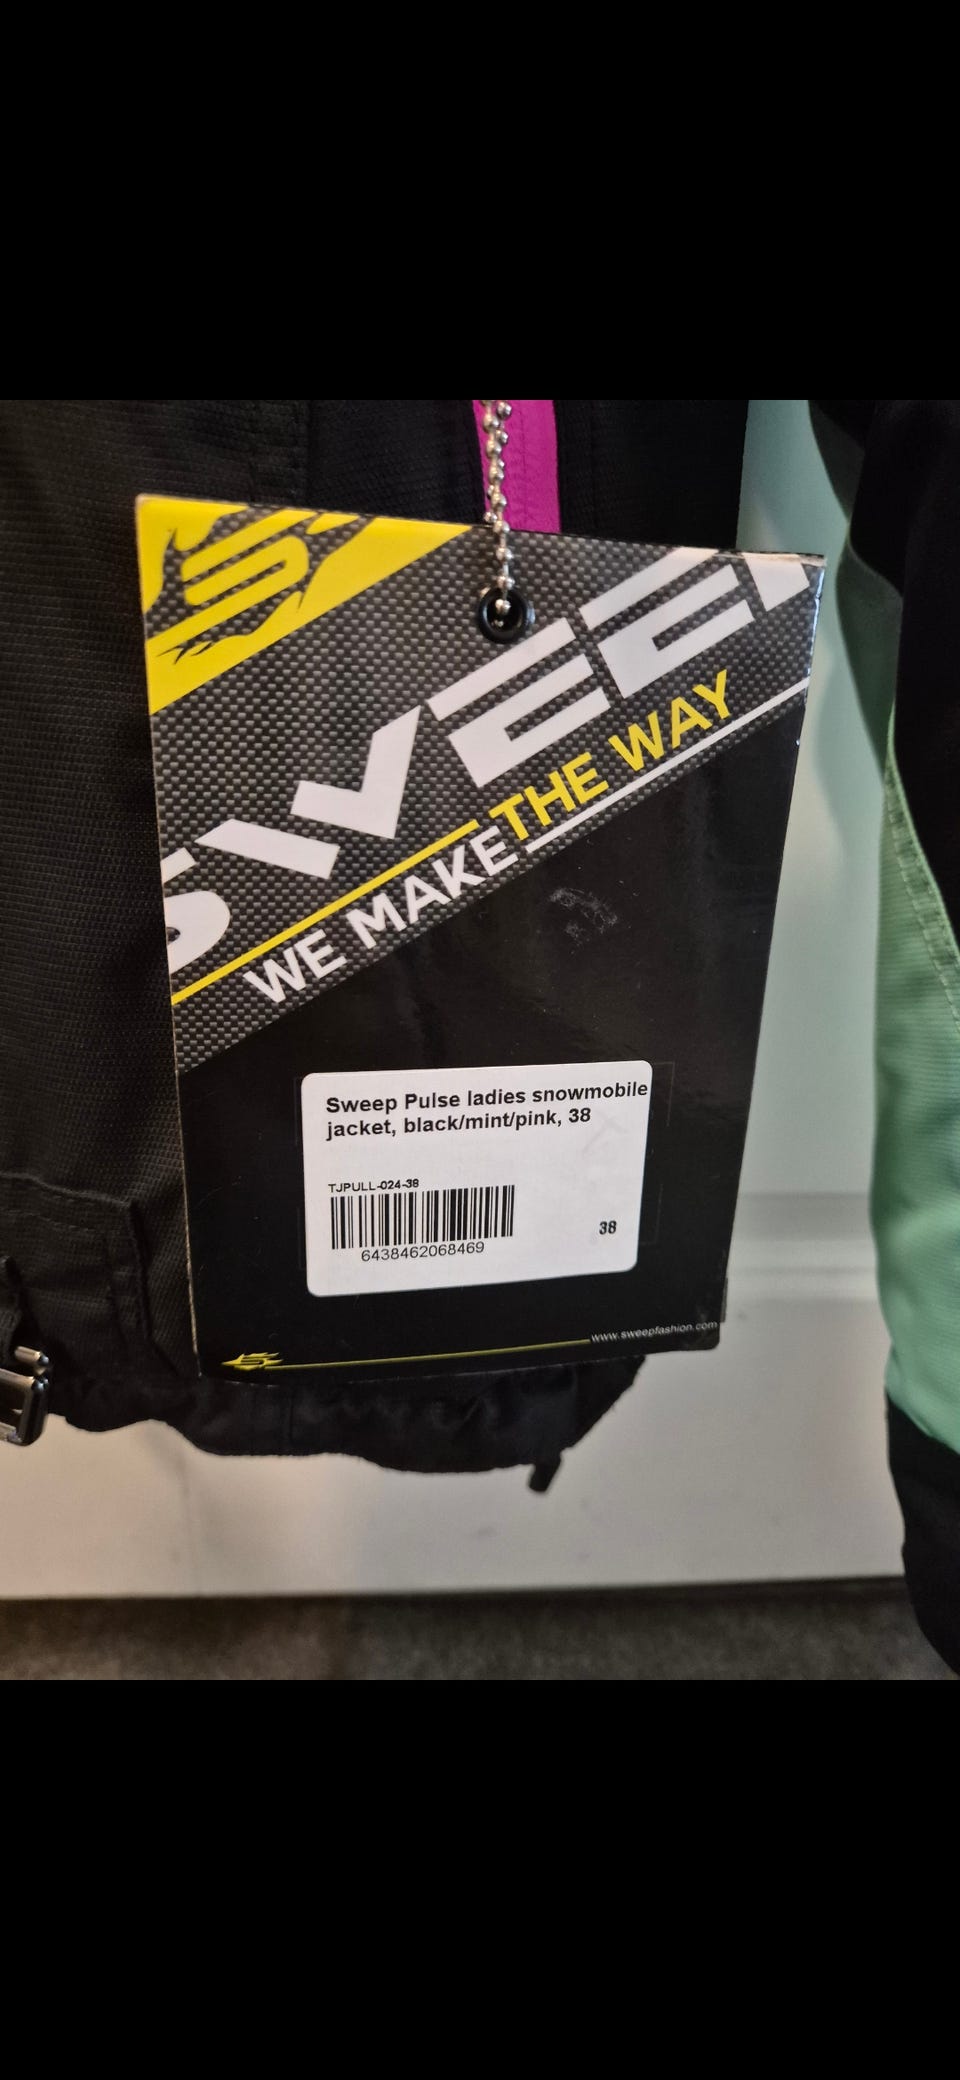 SWEEP
WE MAKE THE WAY
Sweep Pulse ladies snowmobile
jacket, black/mint/pink, 38
TJPULL-024-38
38
6438462068469
www.sweepfashion.com